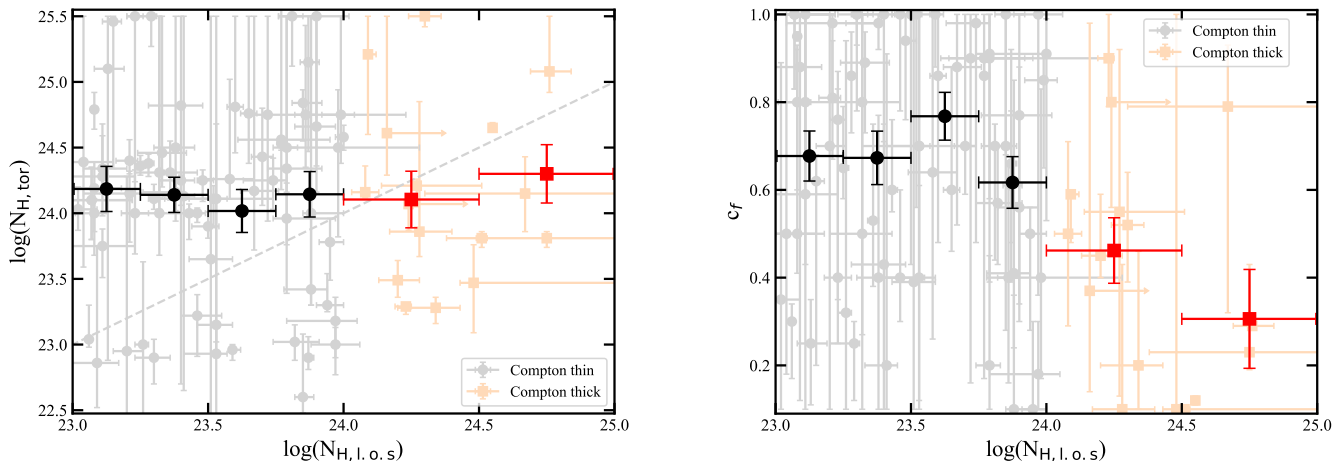 25.5
25.0
24.5
24.0
23.5
23.0
22.5
log(N_H, tor)
Compton thin
Compton thick
23.0 23.5 24.0 24.5 25.0
log(N_H, l.o.s)
1.0
0.8
0.6
0.4
0.2
c_f
Compton thin
Compton thick
23.0 23.5 24.0 24.5 25.0
log(N_H, l.o.s)